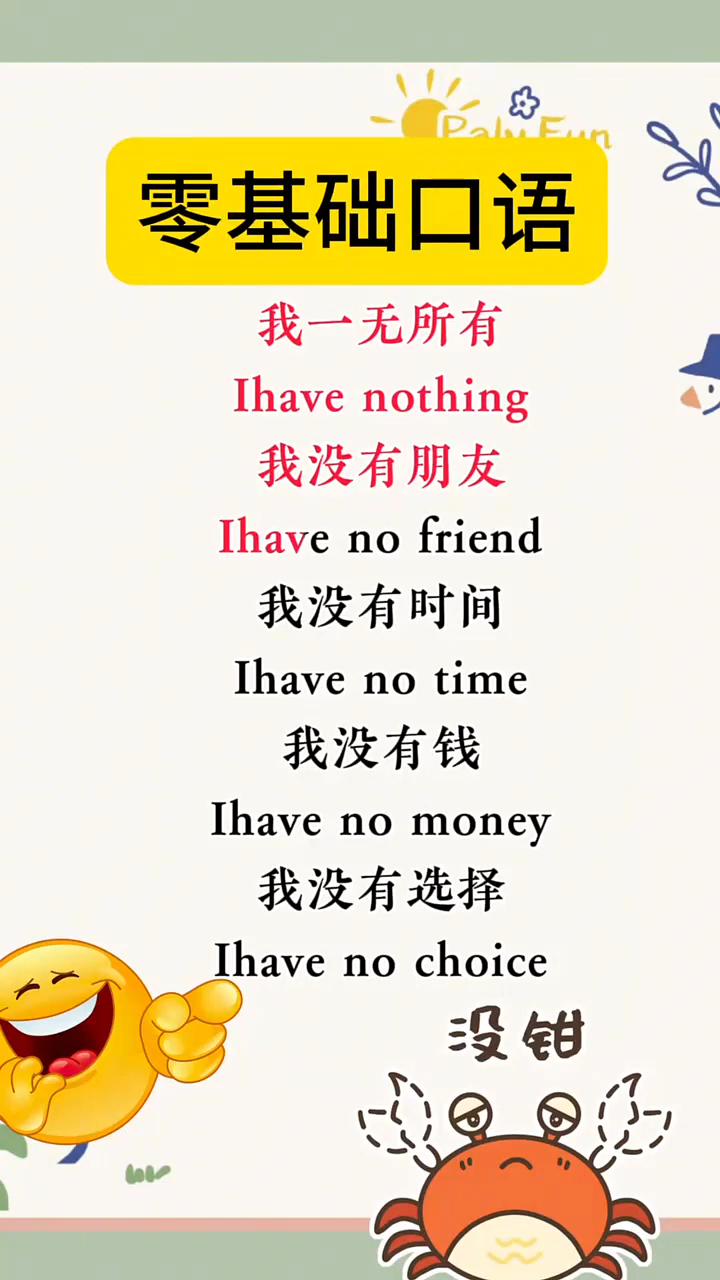 Paly Fun
零基础口语
我一无所有
Ihave nothing
我没有朋友
Ihave no friend
我没有时间
Ihave no time
我没有钱
Ihave no money
我没有选择
Ihave no choice
没钳